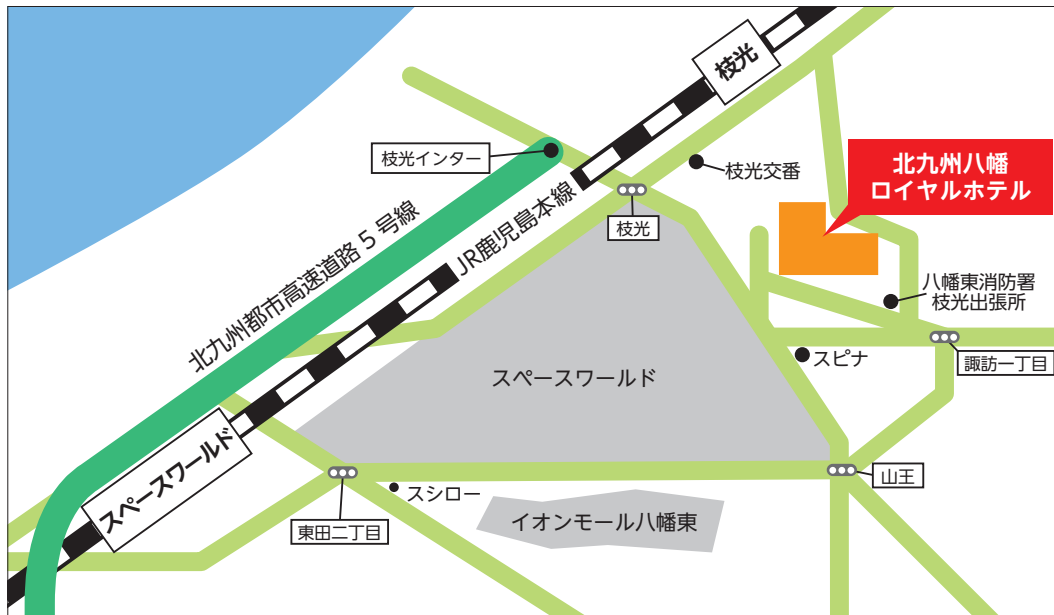 枝光
枝光インター
枝光交番
北九州八幡
ロイヤルホテル
北九州都市高速道路 5 号線
JR鹿児島本線
枝光
八幡東消防署
枝光出張所
スピナ
諏訪一丁目
スペースワールド
スペースワールド
山王
スシロー
イオンモール八幡東
東田二丁目